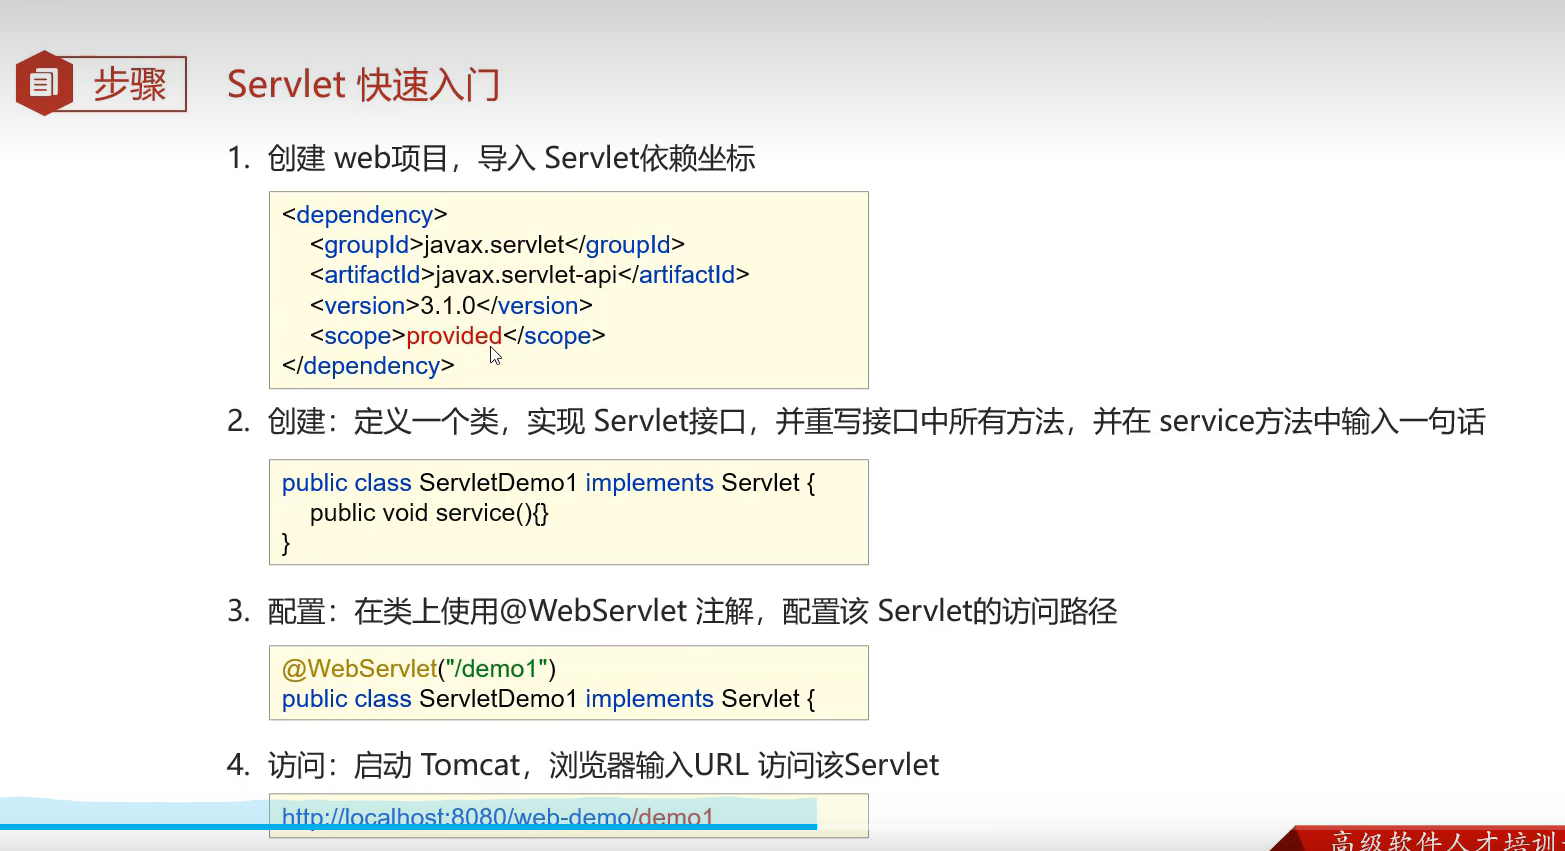 步骤
Servlet 快速入门
1. 创建 web项目，导入 Servlet依赖坐标
<dependency>
<groupId>javax.servlet</groupId>
<artifactId>javax.servlet-api</artifactId>
<version>3.1.0</version>
<scope>provided</scope>
</dependency>
2. 创建：定义一个类，实现 Servlet接口，并重写接口中所有方法，并在 service方法中输入一句话
public class ServletDemo1 implements Servlet {
public void service(){}
}
3. 配置：在类上使用@WebServlet 注解，配置该 Servlet的访问路径
@WebServlet("/demo1")
public class ServletDemo1 implements Servlet {
4. 访问：启动 Tomcat，浏览器输入URL 访问该Servlet
http://localhost:8080/web-demo/demo1
高级软件人才培训